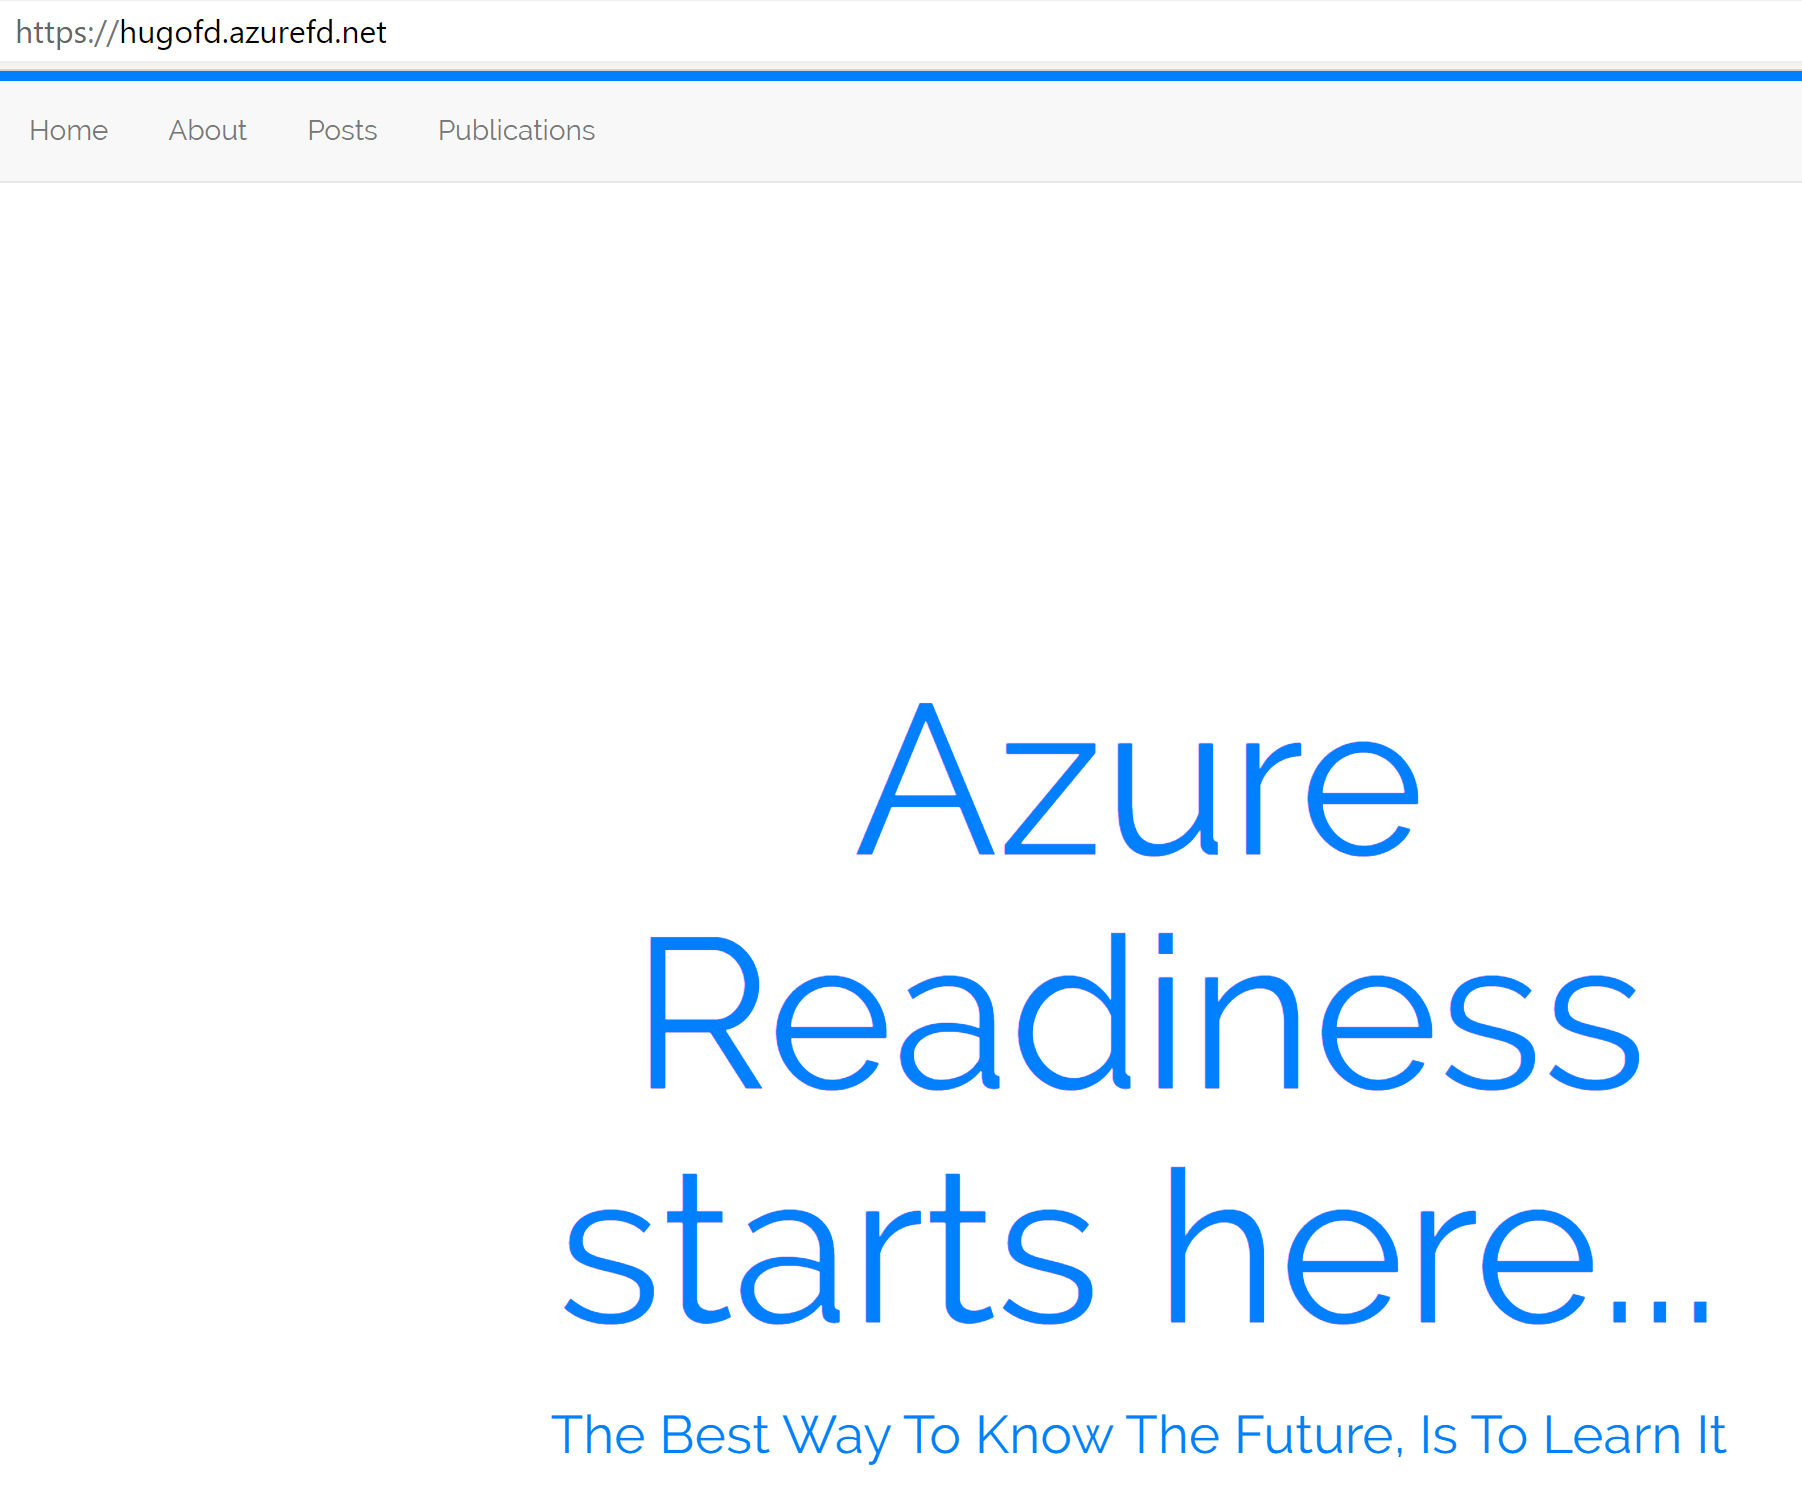 https://hugofd.azurefd.net
Home About Posts Publications
Azure
Readiness
starts here...
The Best Way To Know The Future, Is To Learn It